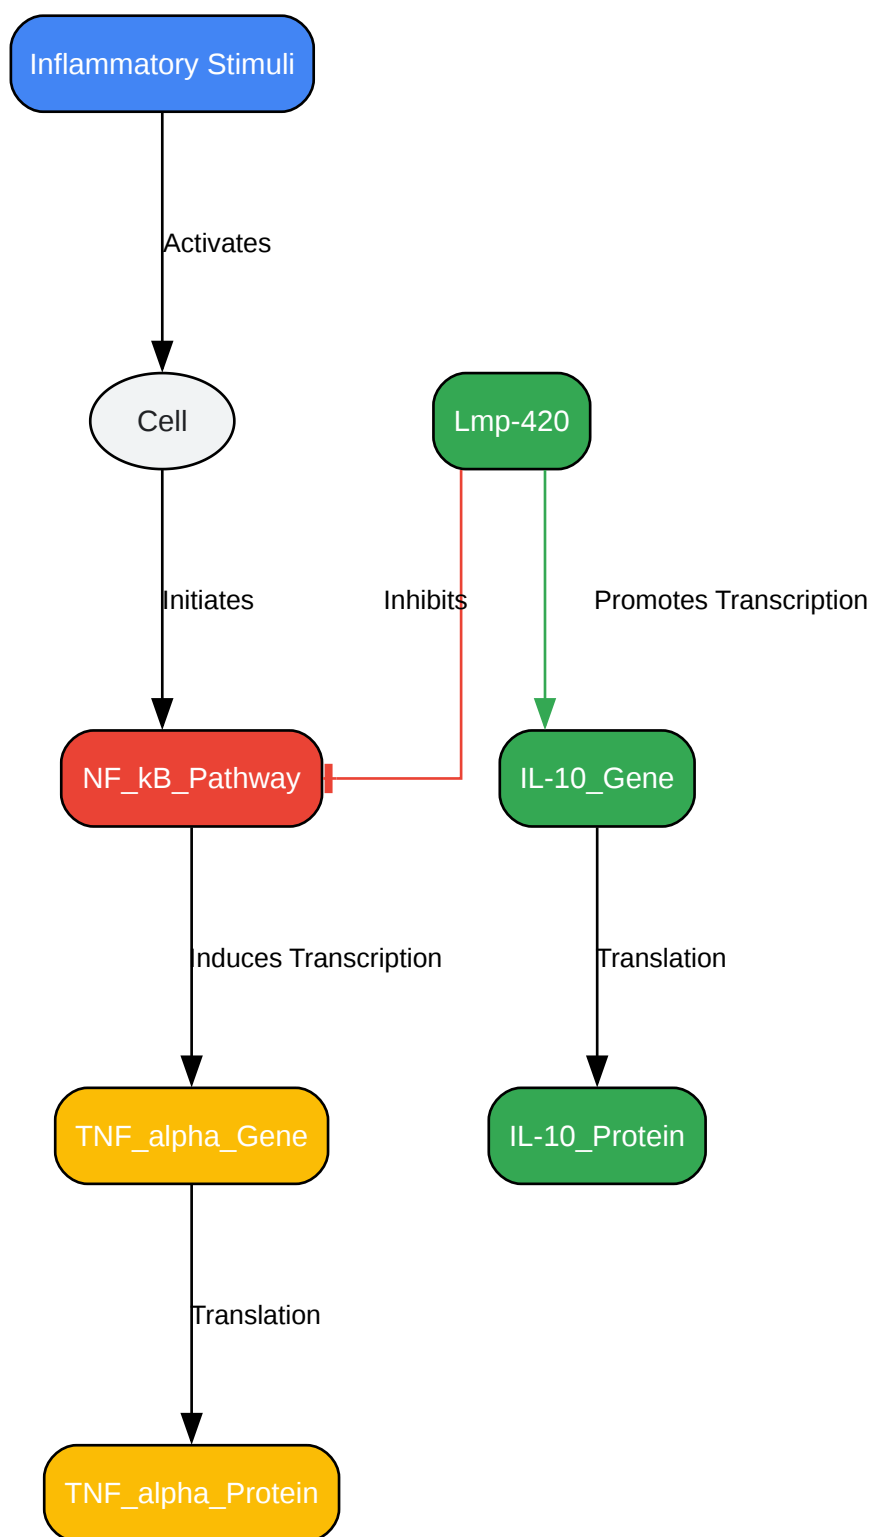 Inflammatory Stimuli
Activates
Cell
Lmp-420
Initiates
Inhibits
Promotes Transcription
NF_kB_Pathway
IL-10_Gene
Induces Transcription
Translation
TNF_alpha_Gene
IL-10_Protein
Translation
TNF_alpha_Protein